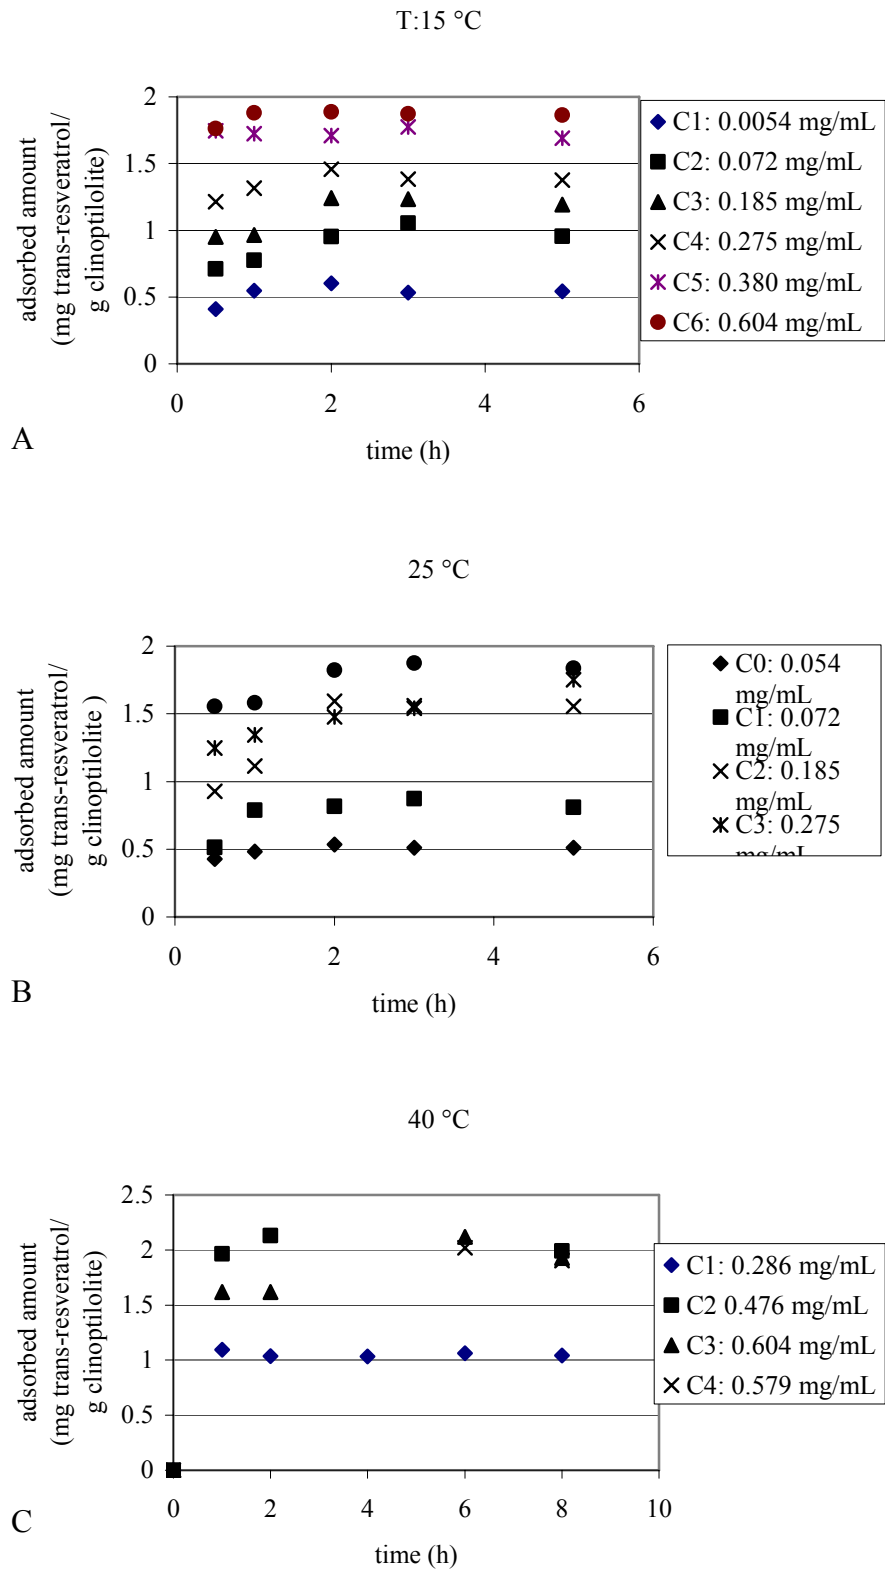 T:15 °C
adsorbed amount
(mg trans-resveratrol/
g clinoptilolite)
2
1.5
1
0.5
0
0 2 4 6
time (h)
C1: 0.0054 mg/mL
C2: 0.072 mg/mL
C3: 0.185 mg/mL
C4: 0.275 mg/mL
C5: 0.380 mg/mL
C6: 0.604 mg/mL
A
25 °C
adsorbed amount
(mg trans-resveratrol/
g clinoptilolite )
2
1.5
1
0.5
0
0 2 4 6
time (h)
C0: 0.054
mg/mL
C1: 0.072
mg/mL
C2: 0.185
mg/mL
C3: 0.275
mg/mL
B
40 °C
adsorbed amount
(mg trans-resveratrol/
g clinoptilolite)
2.5
2
1.5
1
0.5
0
0 2 4 6 8 10
time (h)
C1: 0.286 mg/mL
C2 0.476 mg/mL
C3: 0.604 mg/mL
C4: 0.579 mg/mL
C